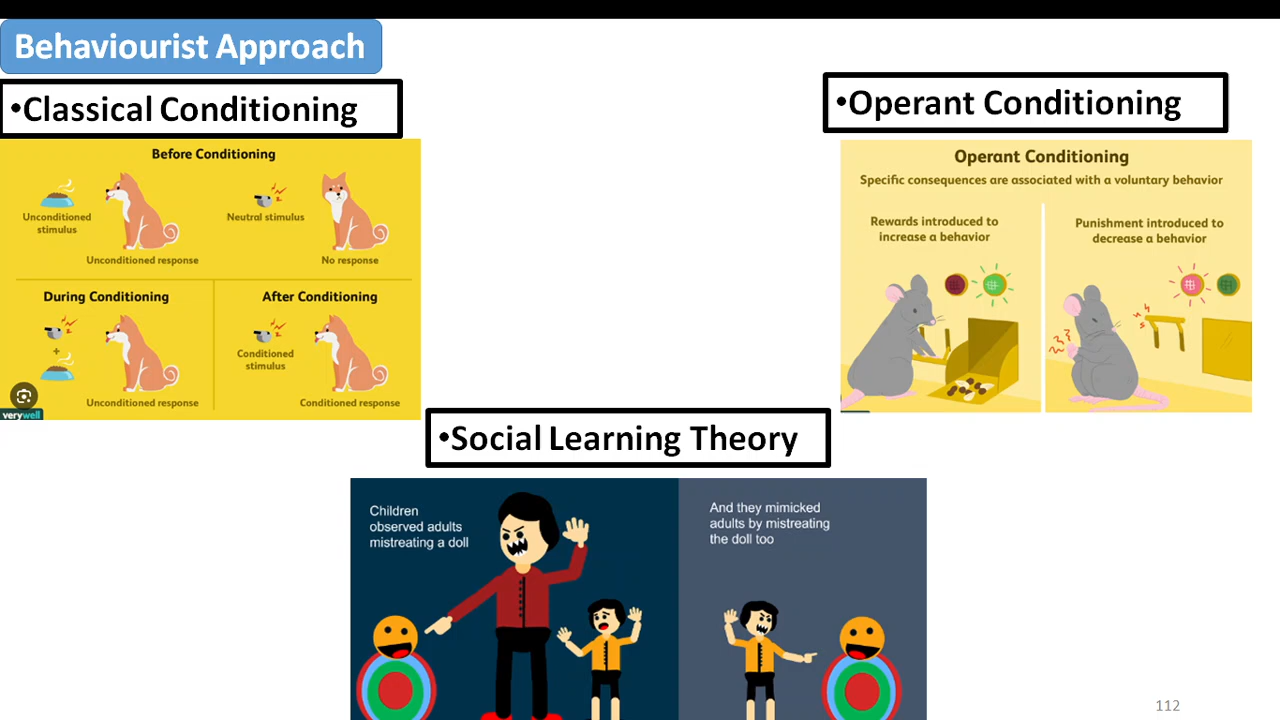 Behaviourist Approach
•Classical Conditioning
Before Conditioning
Unconditioned
stimulus
Unconditioned response
Neutral stimulus
No response
During Conditioning
+
Unconditioned response
After Conditioning
Conditioned
stimulus
Conditioned response
verywell
•Operant Conditioning
Operant Conditioning
Specific consequences are associated with a voluntary behavior
Rewards introduced to
increase a behavior
Punishment introduced to
decrease a behavior
•Social Learning Theory
Children
observed adults
mistreating a doll
And they mimicked
adults by mistreating
the doll too
112